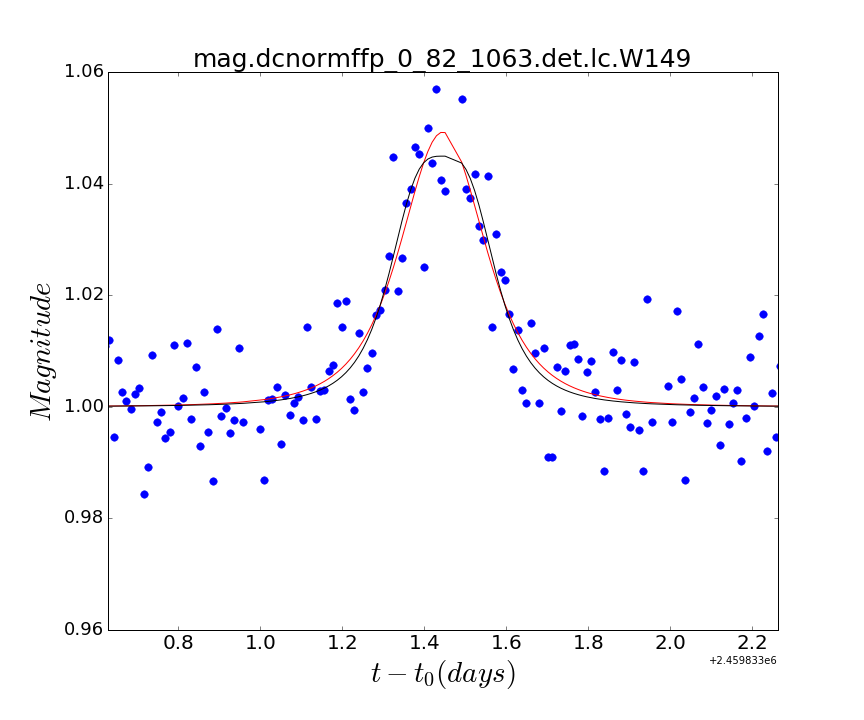 mag.dcnormffp_0_82_1063.det.lc.W149
1.06
1.04
1.02
1.00
0.98
0.96
Magnitude
0.8 1.0 1.2 1.4 1.6 1.8 2.0 2.2
+2.459833e6
t − t₀(days)